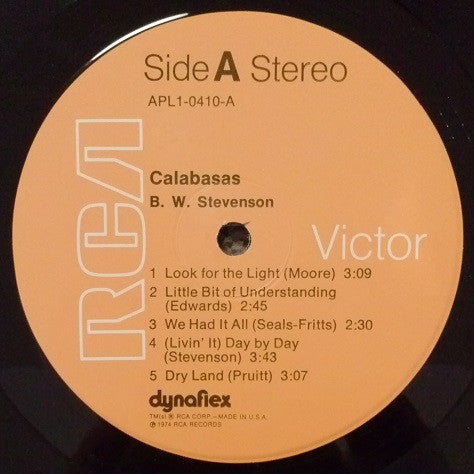 Side A Stereo
APL1-0410-A
RCA
Calabasas
B. W. Stevenson
Victor
1 Look for the Light (Moore) 3:09
2 Little Bit of Understanding
(Edwards) 2:45
3 We Had It All (Seals-Fritts) 2:30
4 (Livin' It) Day by Day
(Stevenson) 3:43
5 Dry Land (Pruitt) 3:07
dynaflex
TM(s) ® RCA CORP.—MADE IN U.S.A.
℗ 1974 RCA RECORDS